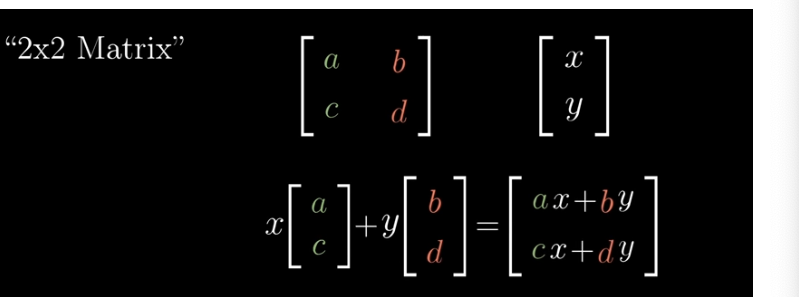 “2x2 Matrix”
[a b; c d] [x; y]
x[a; c]+y[b; d]=[ax+by; cx+dy]